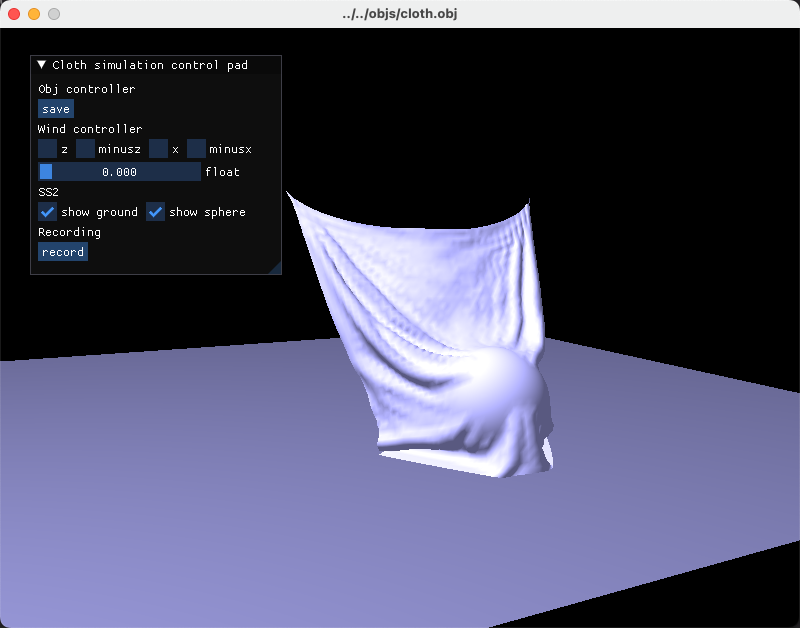 ../../objs/cloth.obj
Cloth simulation control pad
Obj controller
save
Wind controller
z minusz x minusx
0.000 float
SS2
show ground show sphere
Recording
record